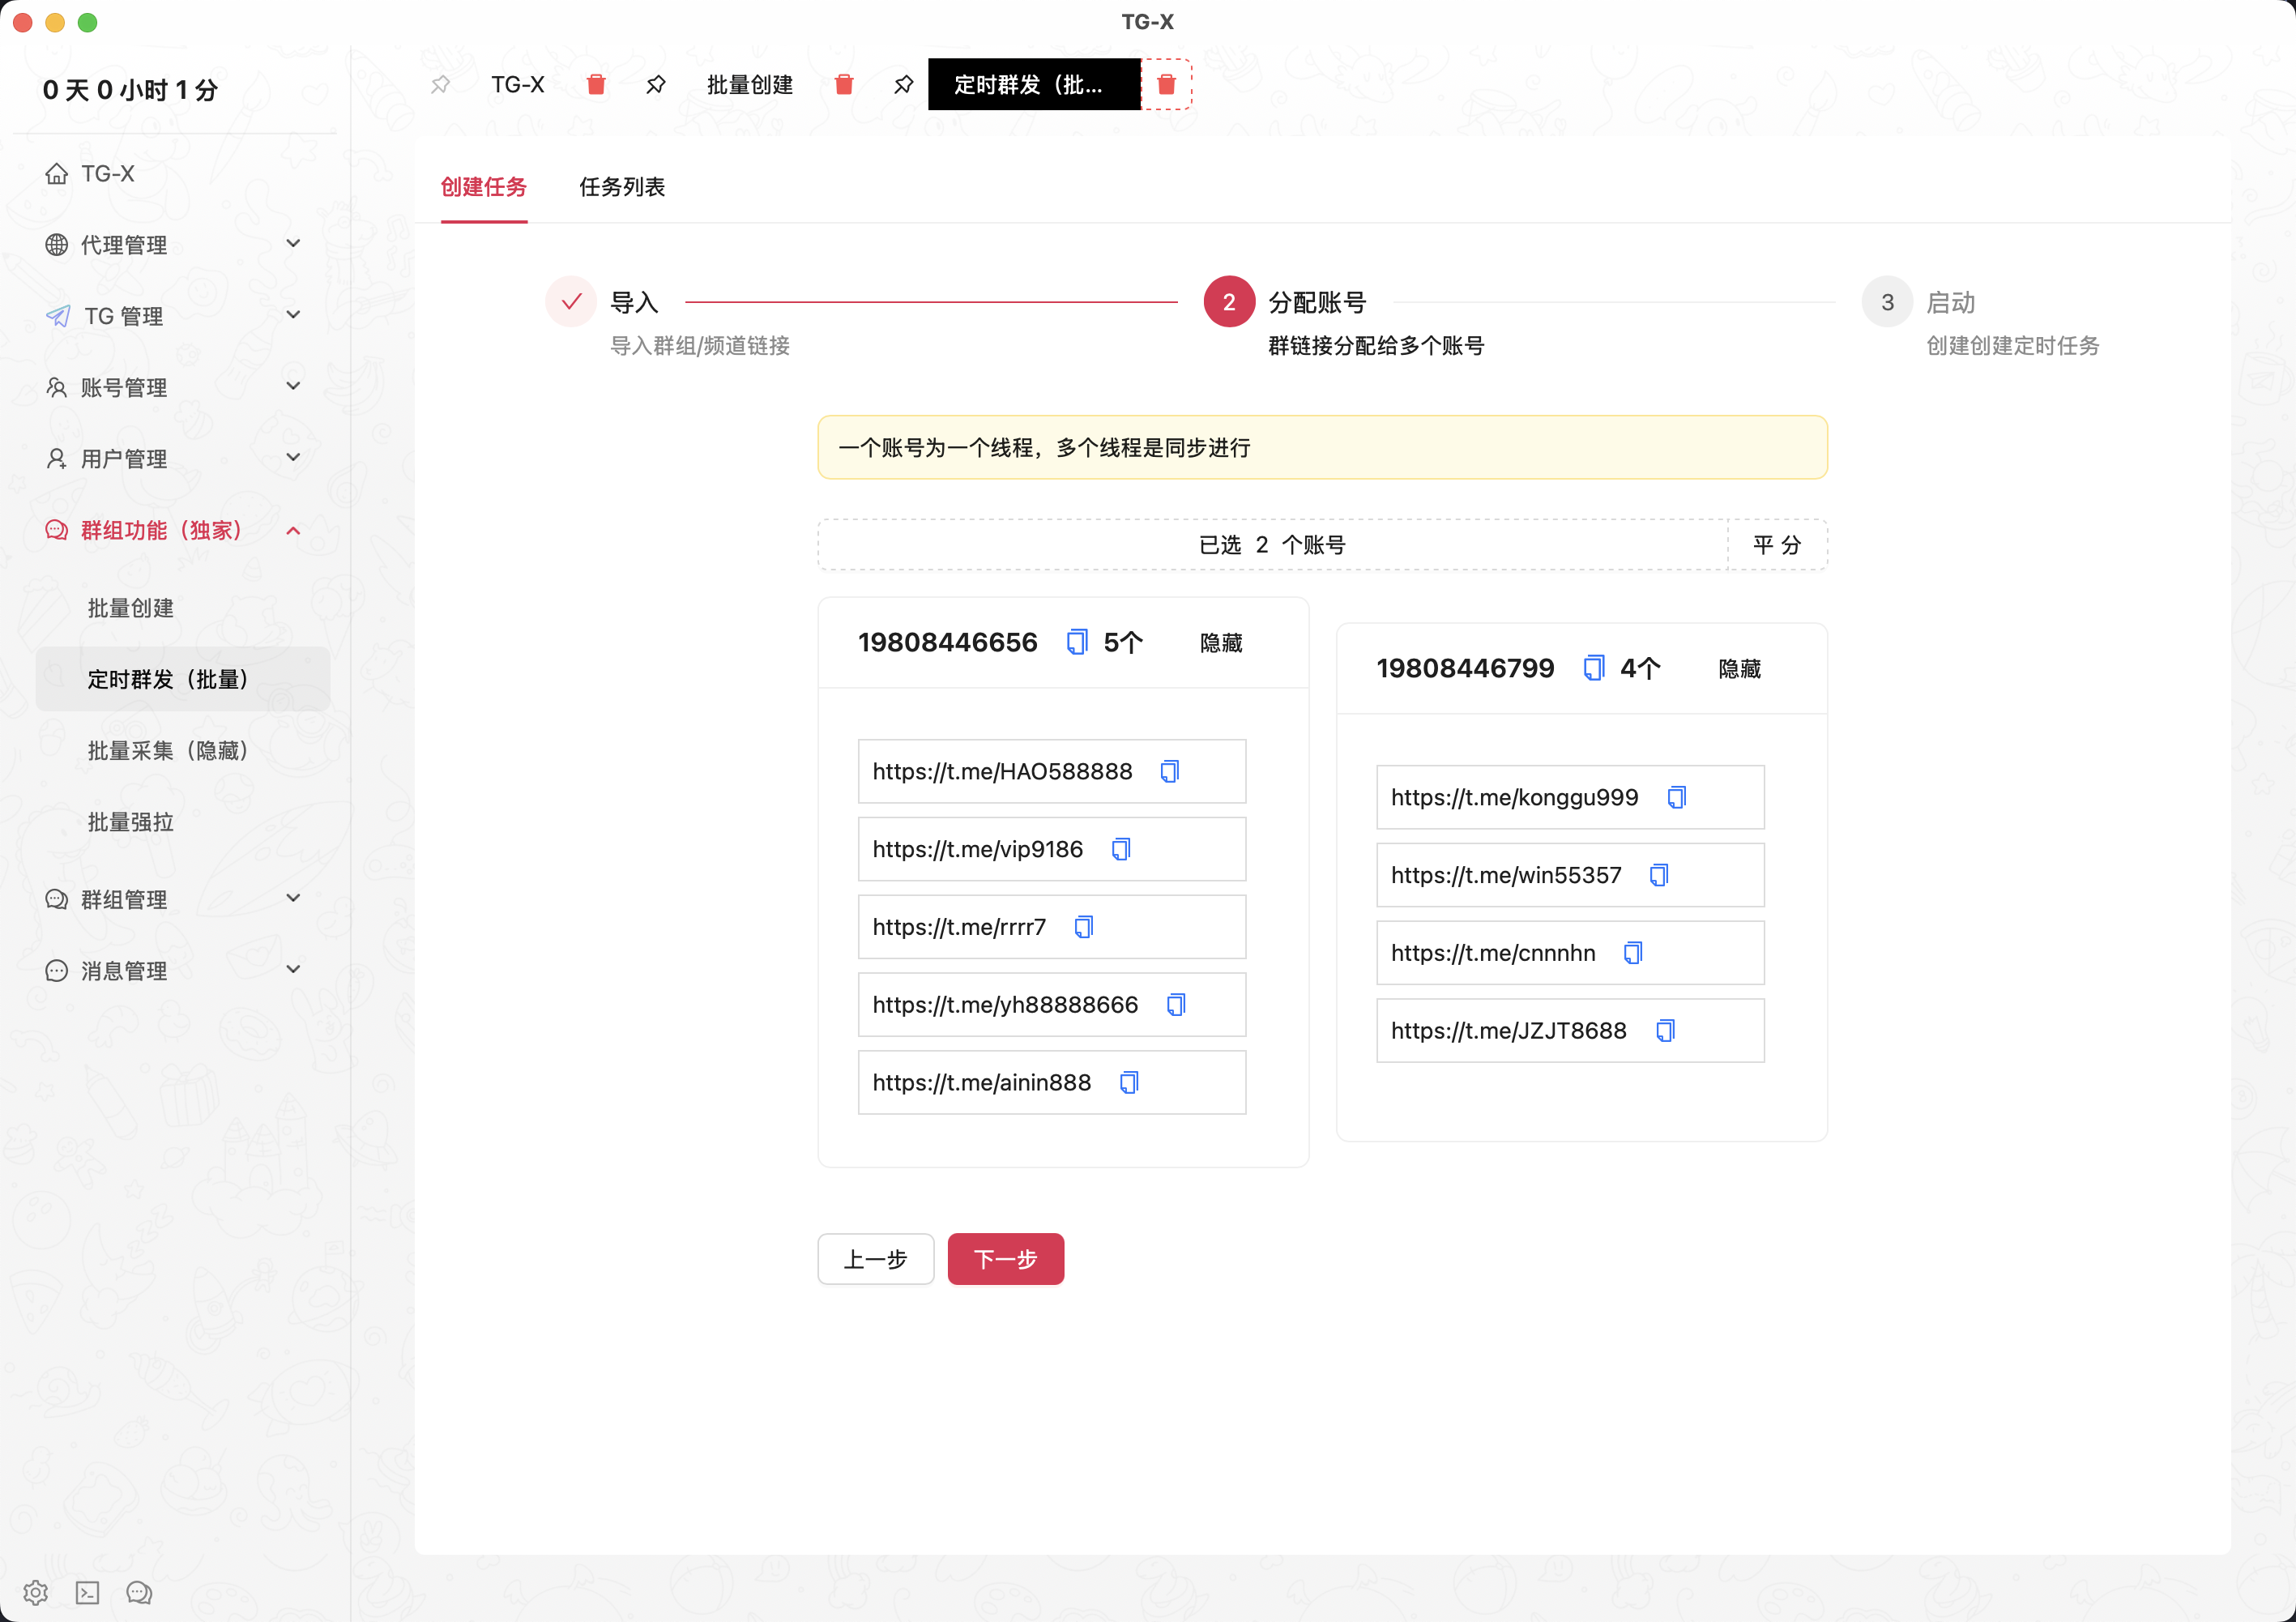 TG-X
0 天 0 小时 1 分
TG-X
代理管理
TG 管理
账号管理
用户管理
群组功能（独家）
批量创建
定时群发（批量）
批量采集（隐藏）
批量强拉
群组管理
消息管理
TG-X
批量创建
定时群发（批...
创建任务
任务列表
导入
导入群组/频道链接
2
分配账号
群链接分配给多个账号
3
启动
创建创建定时任务
一个账号为一个线程，多个线程是同步进行
已选 2 个账号
平 分
19808446656
5个
隐藏
https://t.me/HAO588888
https://t.me/vip9186
https://t.me/rrrr7
https://t.me/yh88888666
https://t.me/ainin888
19808446799
4个
隐藏
https://t.me/konggu999
https://t.me/win55357
https://t.me/cnnnhn
https://t.me/JZJT8688
上一步
下一步